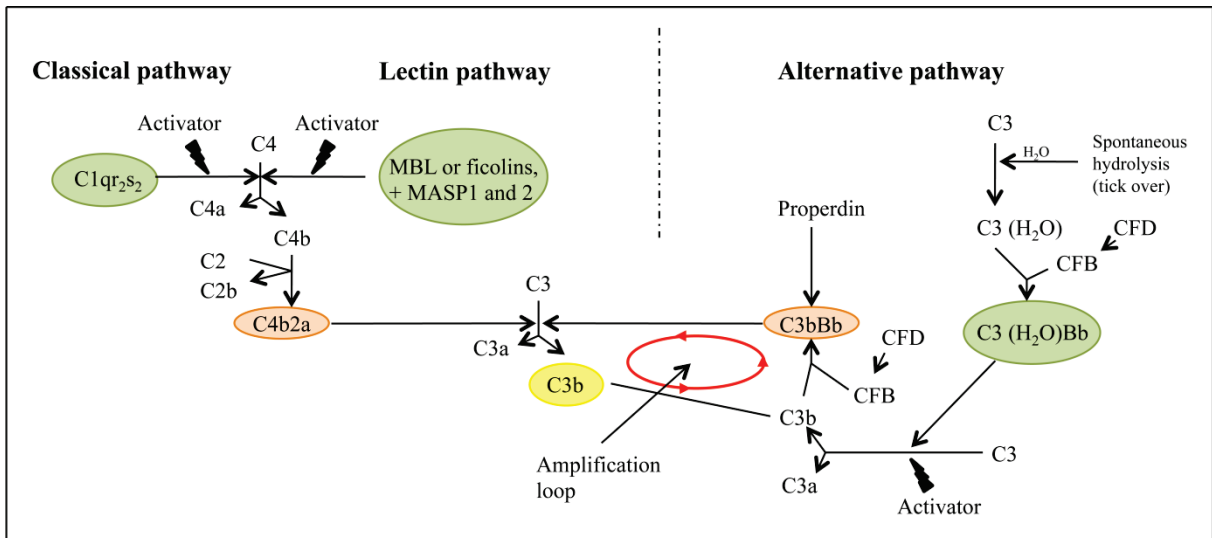 Classical pathway
Lectin pathway
Alternative pathway
Activator
Activator
C4
C1qr₂s₂
MBL or ficolins,
+ MASP1 and 2
C4a
C4b
C2
C2b
C4b2a
C3
C3a
C3b
Amplification
loop
Properdin
C3bBb
CFD
CFB
C3b
C3a
C3
H₂O
Spontaneous
hydrolysis
(tick over)
C3 (H₂O)
CFD
CFB
C3 (H₂O)Bb
C3
Activator